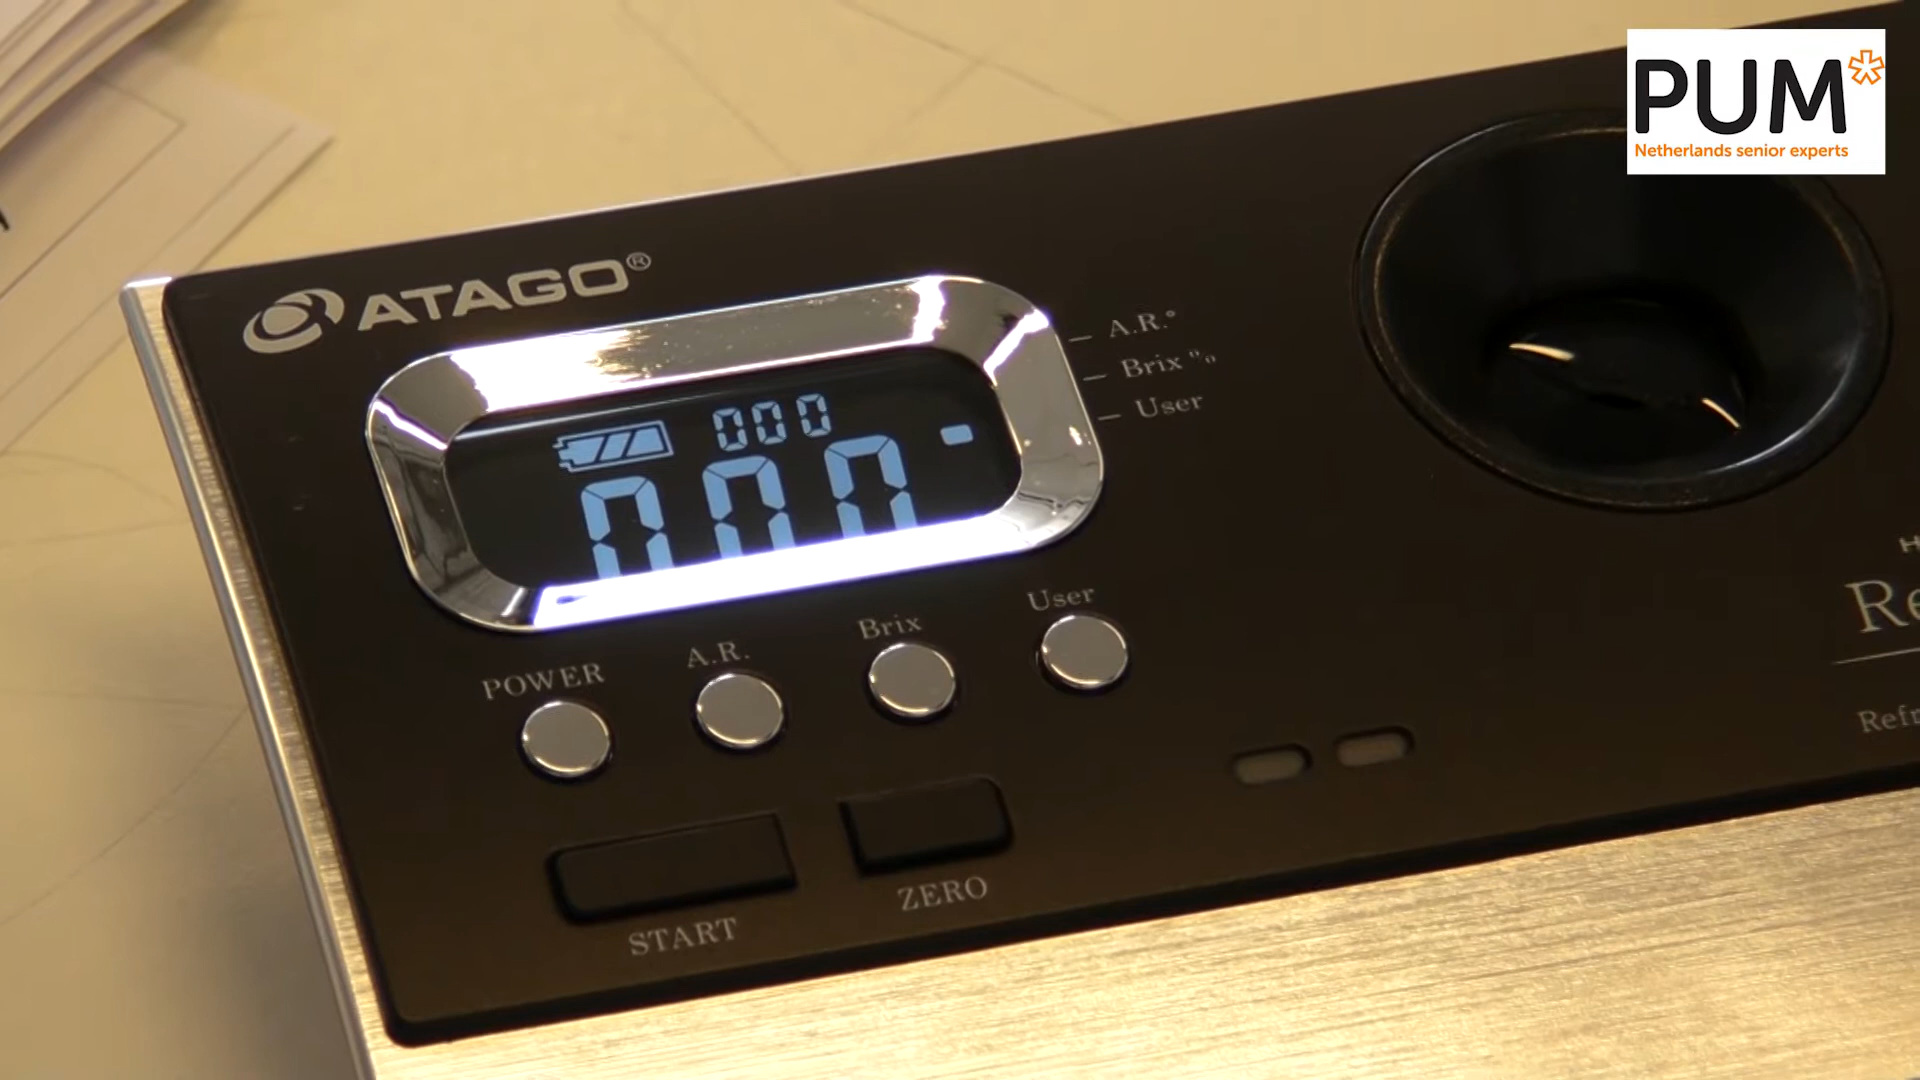 PUM
Netherlands senior experts
ATAGO®
A.R.°
Brix %
User
000
000
POWER
A.R.
Brix
User
START
ZERO